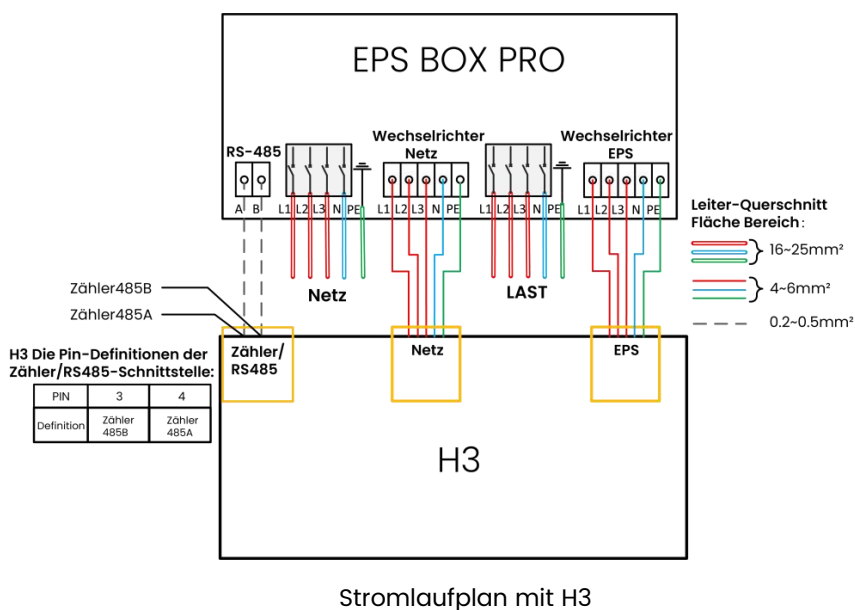 EPS BOX PRO
RS-485
Wechselrichter
Netz
Wechselrichter
EPS
A B
L1 L2 L3 N PE
L1 L2 L3 N PE
L1 L2 L3 N PE
L1 L2 L3 N PE
Netz
LAST
Leiter-Querschnitt
Fläche Bereich:
16~25mm²
4~6mm²
0.2~0.5mm²
Zähler485B
Zähler485A
H3 Die Pin-Definitionen der
Zähler/RS485-Schnittstelle:
PIN 3 4
Definition Zähler 485B Zähler 485A
Zähler/
RS485
Netz
EPS
H3
Stromlaufplan mit H3